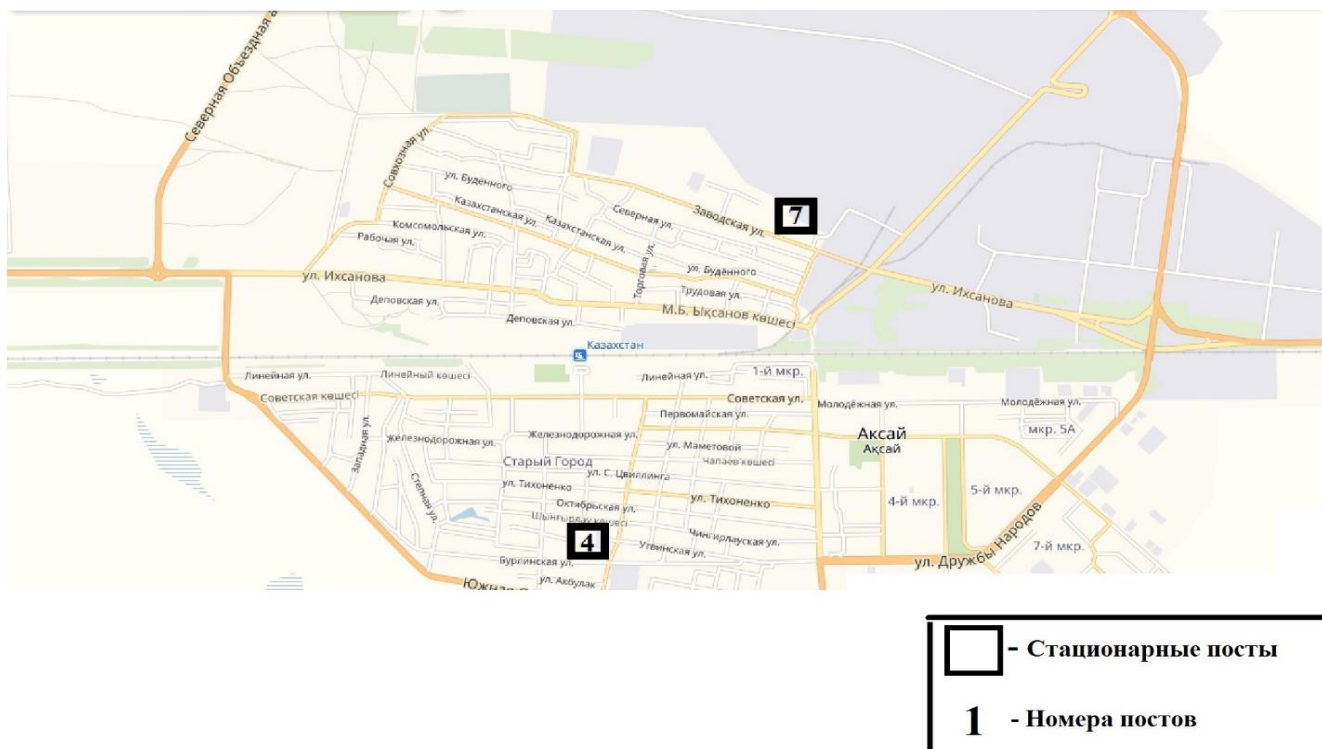 Северная Объездная а
Совхозная ул.
ул. Будённого
Казахстанская ул.
Казахстанская ул.
Северная ул.
Заводская ул.
7
Комсомольская ул.
Рабочая ул.
Торговая ул.
ул. Будённого
Трудовая ул.
ул. Ихсанова
ул. Ихсанова
М.Б. Ықсанов көшесі
Деповская ул.
Деповская ул.
Казахстан
Линейная ул.
Линейный көшесі
Линейная ул.
1-й мкр.
Советская көшесі
Советская ул.
Молодёжная ул.
Молодёжная ул.
Первомайская ул.
мкр. 5А
Западная ул.
Железнодорожная ул.
Железнодорожная ул.
Аксай
Ақсай
ул. Маметовой
Чапаев көшесі
Старый Город
ул. С. Цвиллинга
Степная ул.
ул. Тихоненко
ул. Тихоненко
4-й мкр.
5-й мкр.
Октябрьская ул.
Шыңғырлау көшесі
4
Утвинская ул.
Чингирлауская ул.
7-й мкр.
ул. Дружбы Народов
Бурлинская ул.
ул. Акбулак
- Стационарные посты
1 - Номера постов